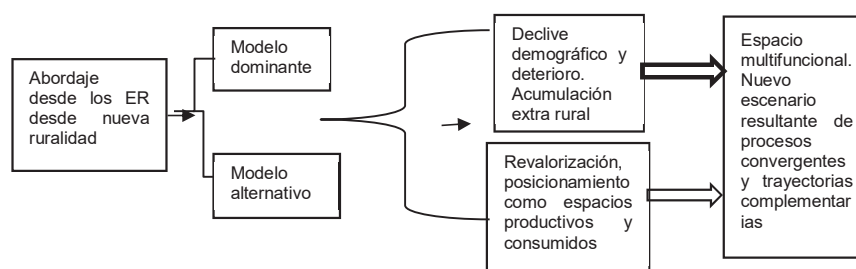 Abordaje
desde los ER
desde nueva
ruralidad
Modelo
dominante
Modelo
alternativo
Declive
demográfico y
deterioro.
Acumulación
extra rural
Revalorización,
posicionamiento
como espacios
productivos y
consumidos
Espacio
multifuncional.
Nuevo
escenario
resultante de
procesos
convergentes
y trayectorias
complementar
ias